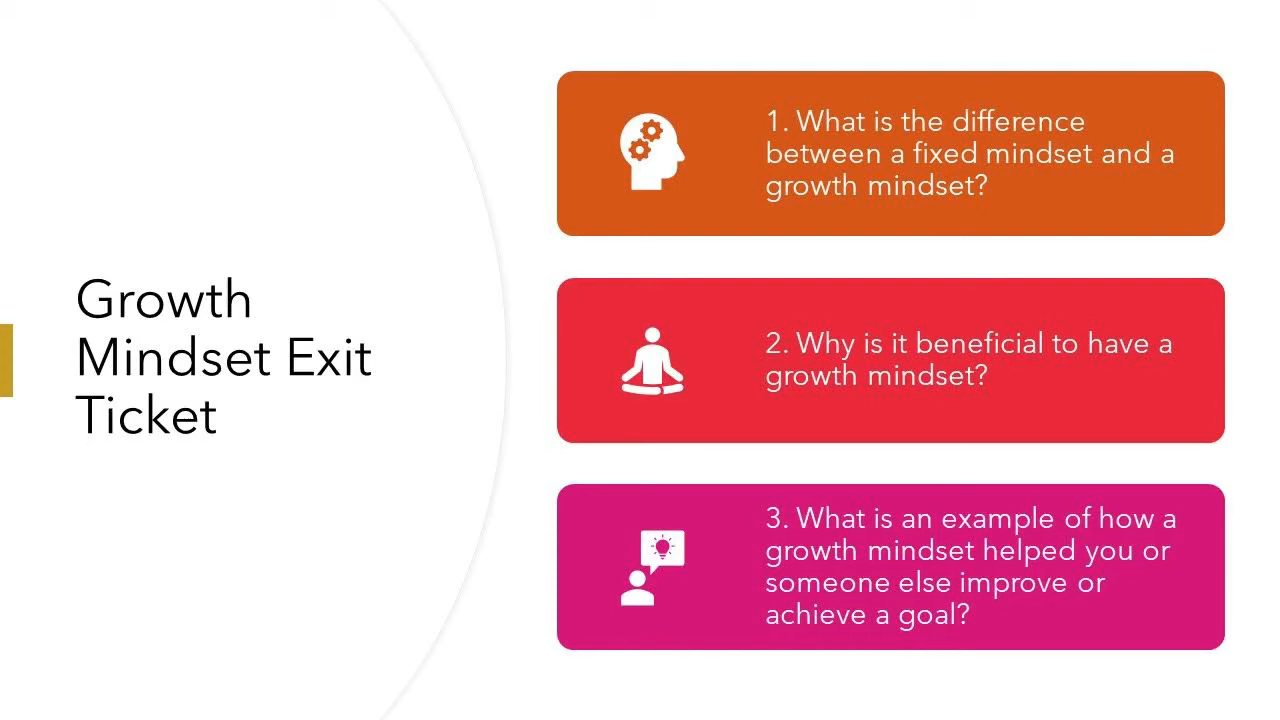 Growth
Mindset Exit
Ticket
1. What is the difference
between a fixed mindset and a
growth mindset?
2. Why is it beneficial to have a
growth mindset?
3. What is an example of how a
growth mindset helped you or
someone else improve or
achieve a goal?